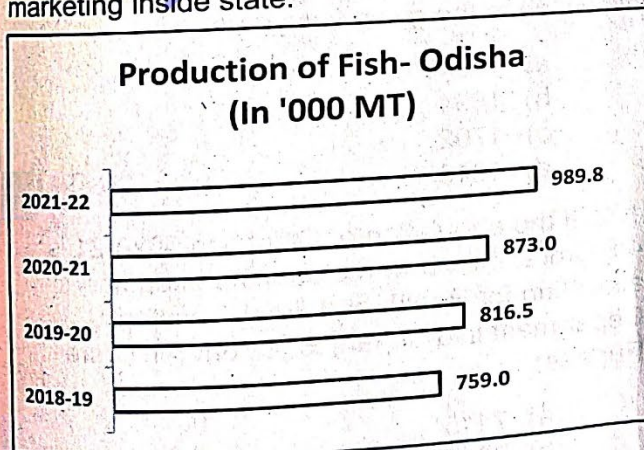 marketing inside state.
Production of Fish- Odisha
(In '000 MT)
2021-22 989.8
2020-21 873.0
2019-20 816.5
2018-19 759.0